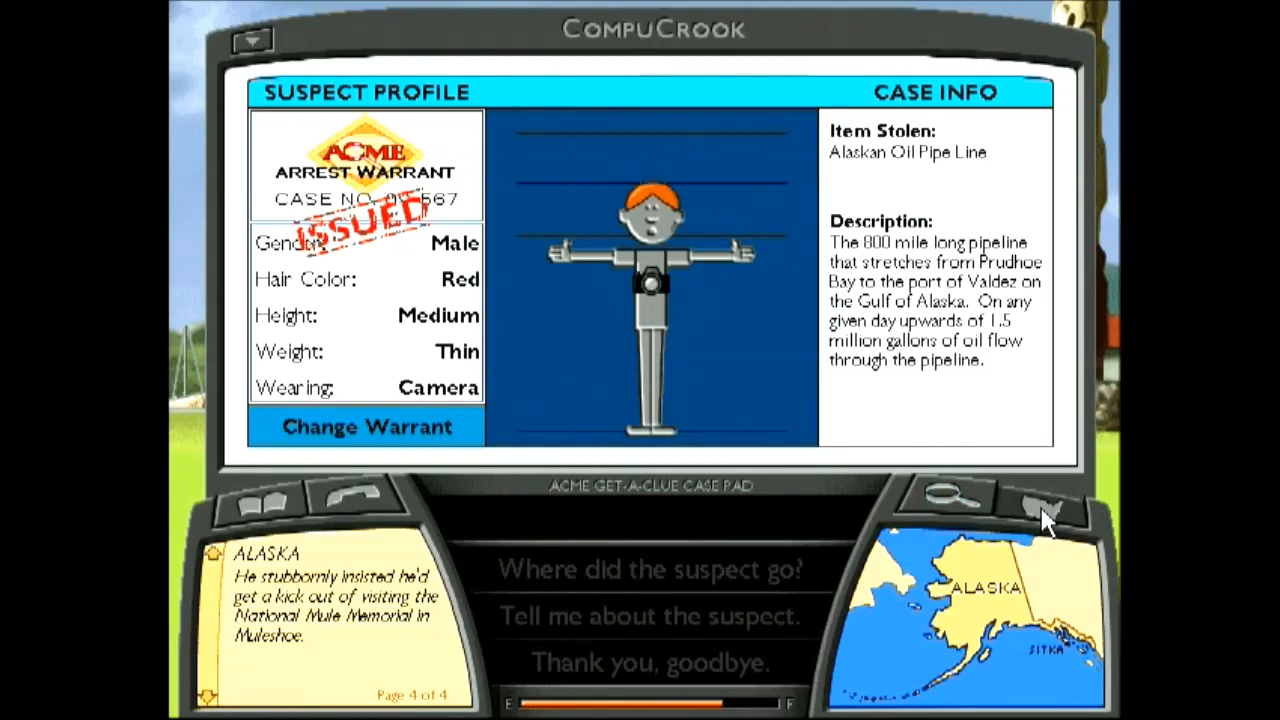 COMPUCROOK
SUSPECT PROFILE
CASE INFO
ACME
ARREST WARRANT
CASE NO. 567
ISSUED
Gender: Male
Hair Color: Red
Height: Medium
Weight: Thin
Wearing: Camera
Change Warrant
Item Stolen:
Alaskan Oil Pipe Line
Description:
The 800 mile long pipeline
that stretches from Prudhoe
Bay to the port of Valdez on
the Gulf of Alaska. On any
given day upwards of 1.5
million gallons of oil flow
through the pipeline.
ACME GET-A-CLUE CASE PAD
ALASKA
He stubbornly insisted he'd
get a kick out of visiting the
National Mule Memorial in
Muleshoe.
Page 4 of 4
Where did the suspect go?
Tell me about the suspect.
Thank you, goodbye.
E F
ALASKA
SITKA